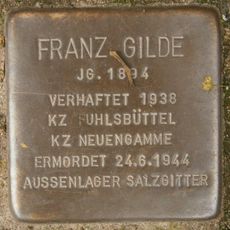 FRANZ GILDE
JG. 1894
VERHAFTET 1938
KZ FUHLSBÜTTEL
KZ NEUENGAMME
ERMORDET 24.6.1944
AUSSENLAGER SALZGITTER